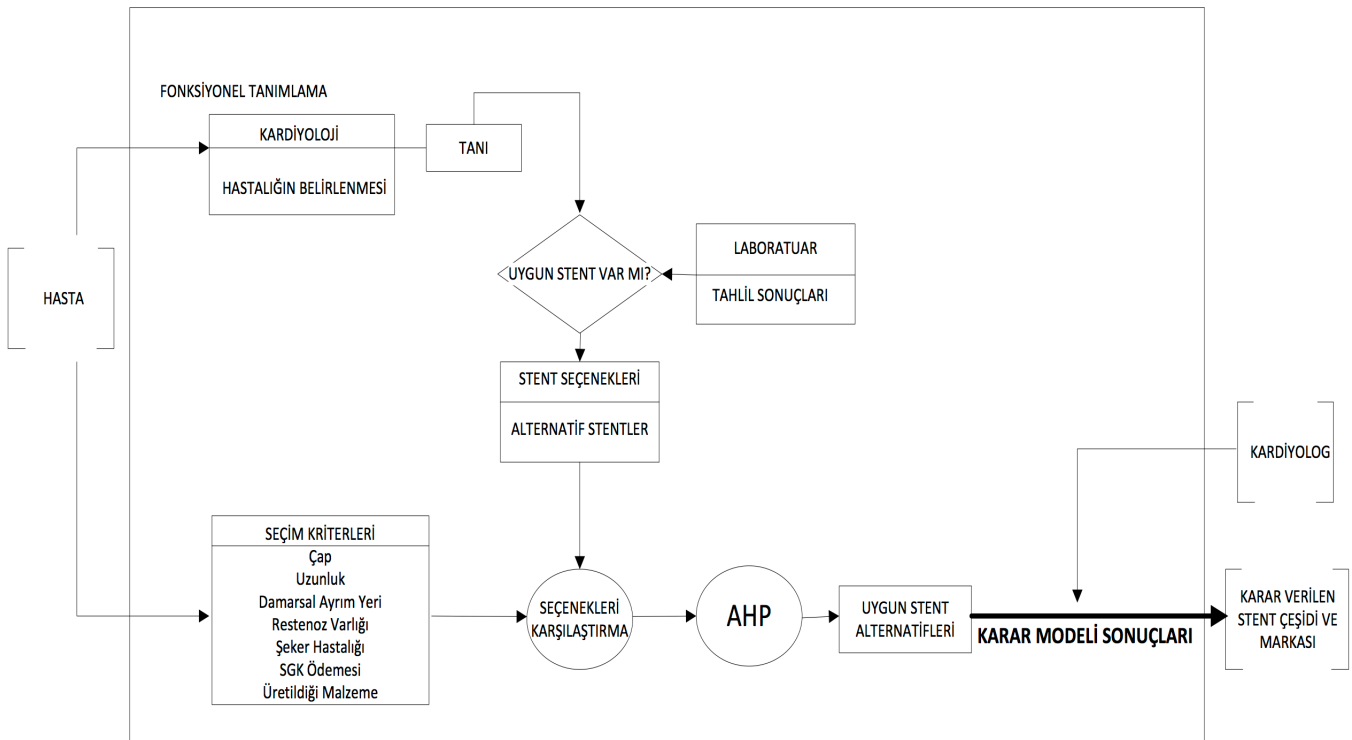 FONKSİYONEL TANIMLAMA
KARDİYOLOJİ
HASTALIĞIN BELİRLENMESİ
TANI
UYGUN STENT VAR MI?
LABORATUAR
TAHLİL SONUÇLARI
HASTA
STENT SEÇENEKLERİ
ALTERNATİF STENTLER
KARDİYOLOG
SEÇİM KRİTERLERİ
Çap
Uzunluk
Damarsal Ayrım Yeri
Restenoz Varlığı
Şeker Hastalığı
SGK Ödemesi
Üretildiği Malzeme
SEÇENEKLERİ
KARŞILAŞTIRMA
AHP
UYGUN STENT
ALTERNATİFLERİ
KARAR MODELİ SONUÇLARI
KARAR VERİLEN
STENT ÇEŞİDİ VE
MARKASI